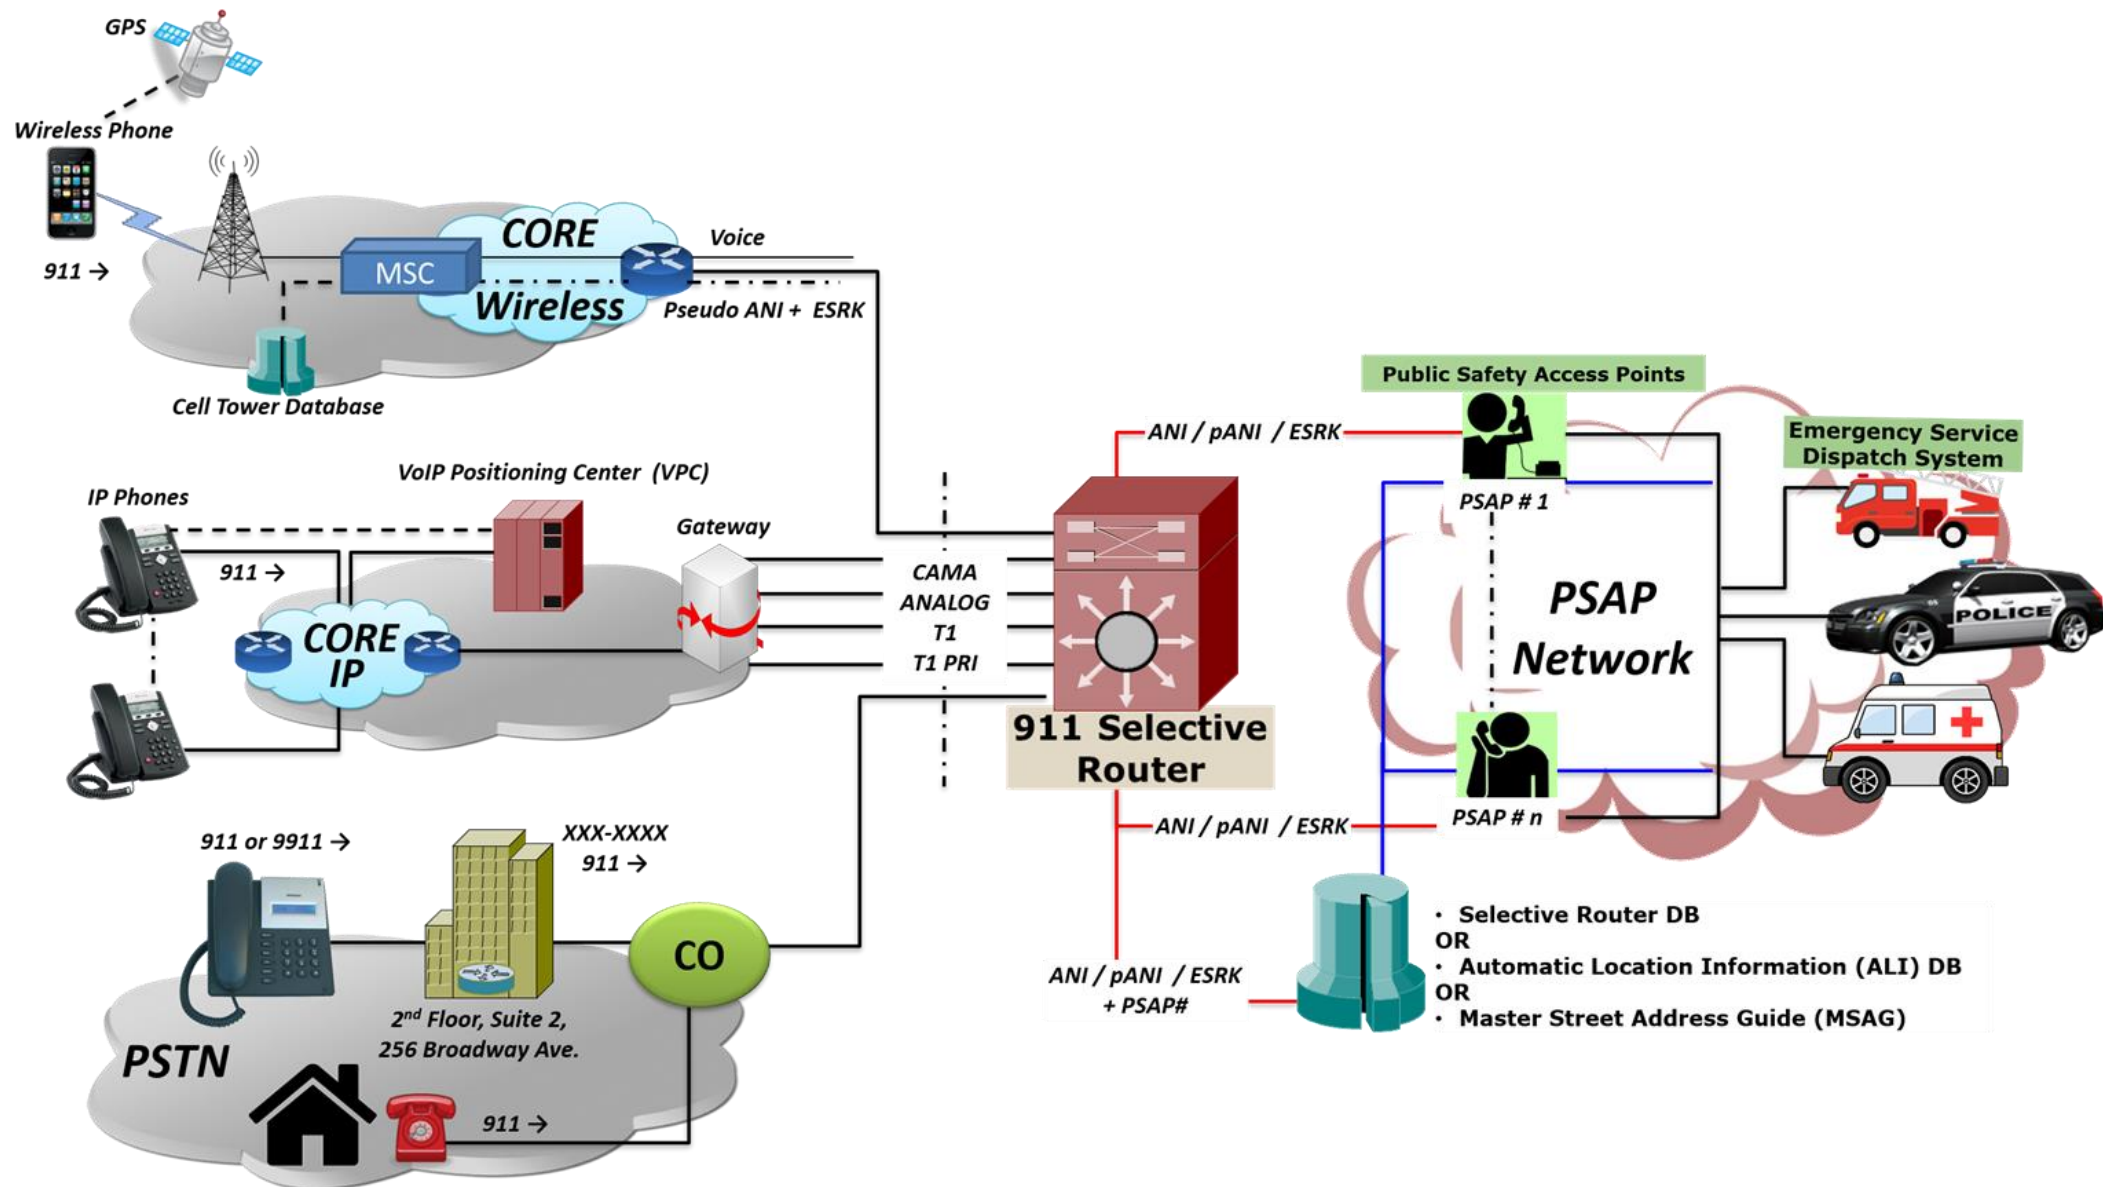 GPS
Wireless Phone
911 →
CORE
MSC
Wireless
Voice
Pseudo ANI + ESRK
Cell Tower Database
VoIP Positioning Center (VPC)
IP Phones
911 →
Gateway
CORE
IP
CAMA
ANALOG
T1
T1 PRI
911 or 9911 →
XXX-XXXX
911 →
CO
2nd Floor, Suite 2,
256 Broadway Ave.
PSTN
911 →
911 Selective
Router
ANI / pANI / ESRK
ANI / pANI / ESRK
ANI / pANI / ESRK
+ PSAP#
Public Safety Access Points
PSAP # 1
PSAP
Network
PSAP # n
Emergency Service
Dispatch System
POLICE
• Selective Router DB
OR
• Automatic Location Information (ALI) DB
OR
• Master Street Address Guide (MSAG)